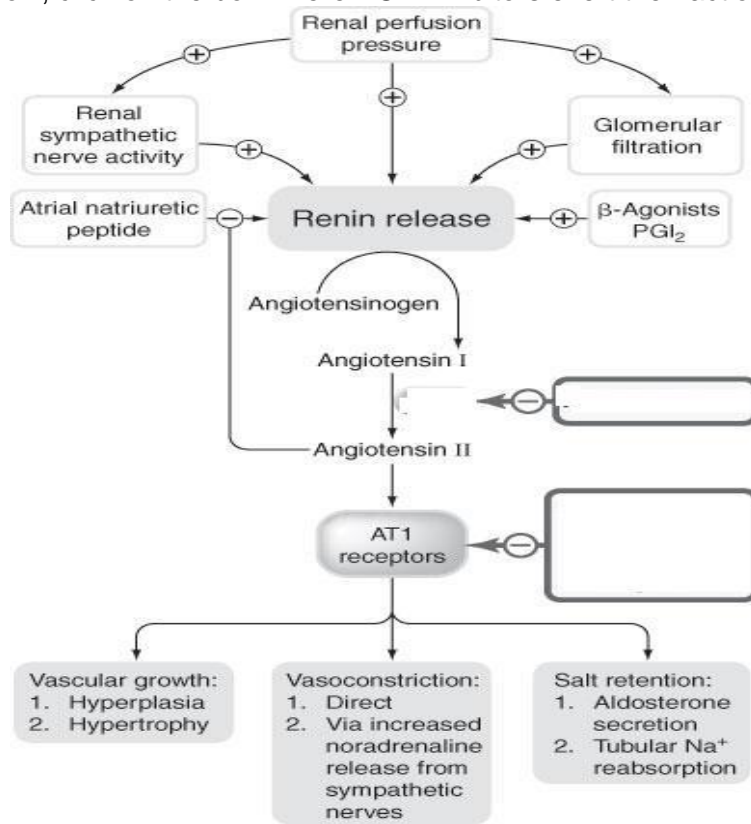 Renal perfusion
pressure
+
+
+
Renal
sympathetic
nerve activity
Glomerular
filtration
+
+
Atrial natriuretic
peptide
−
Renin release
+
β-Agonists
PGI₂
Angiotensinogen
Angiotensin I
−
Angiotensin II
AT1
receptors
−
Vascular growth:
1. Hyperplasia
2. Hypertrophy
Vasoconstriction:
1. Direct
2. Via increased
noradrenaline
release from
sympathetic
nerves
Salt retention:
1. Aldosterone
secretion
2. Tubular Na⁺
reabsorption